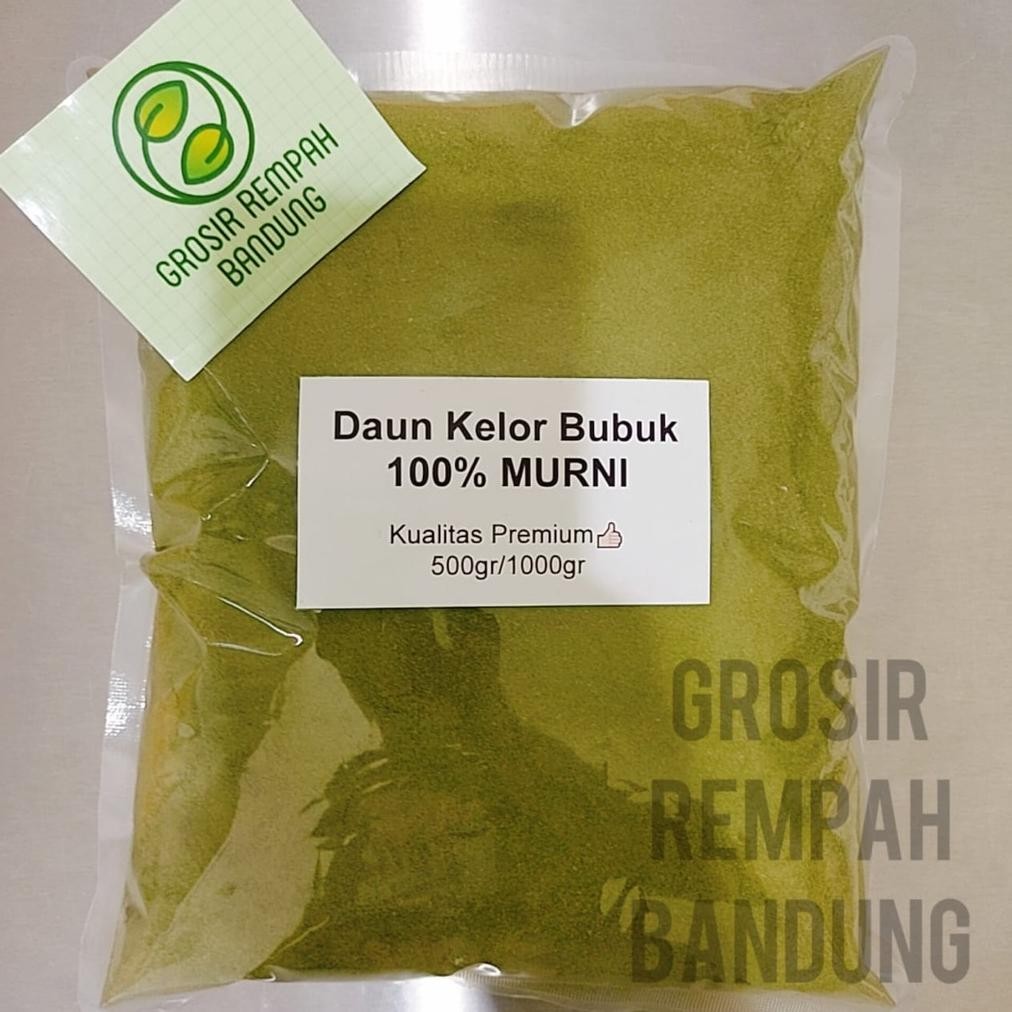 GROSIR REMPAH
BANDUNG
Daun Kelor Bubuk
100% MURNI
Kualitas Premium👍
500gr/1000gr
GROSIR
REMPAH
BANDUNG